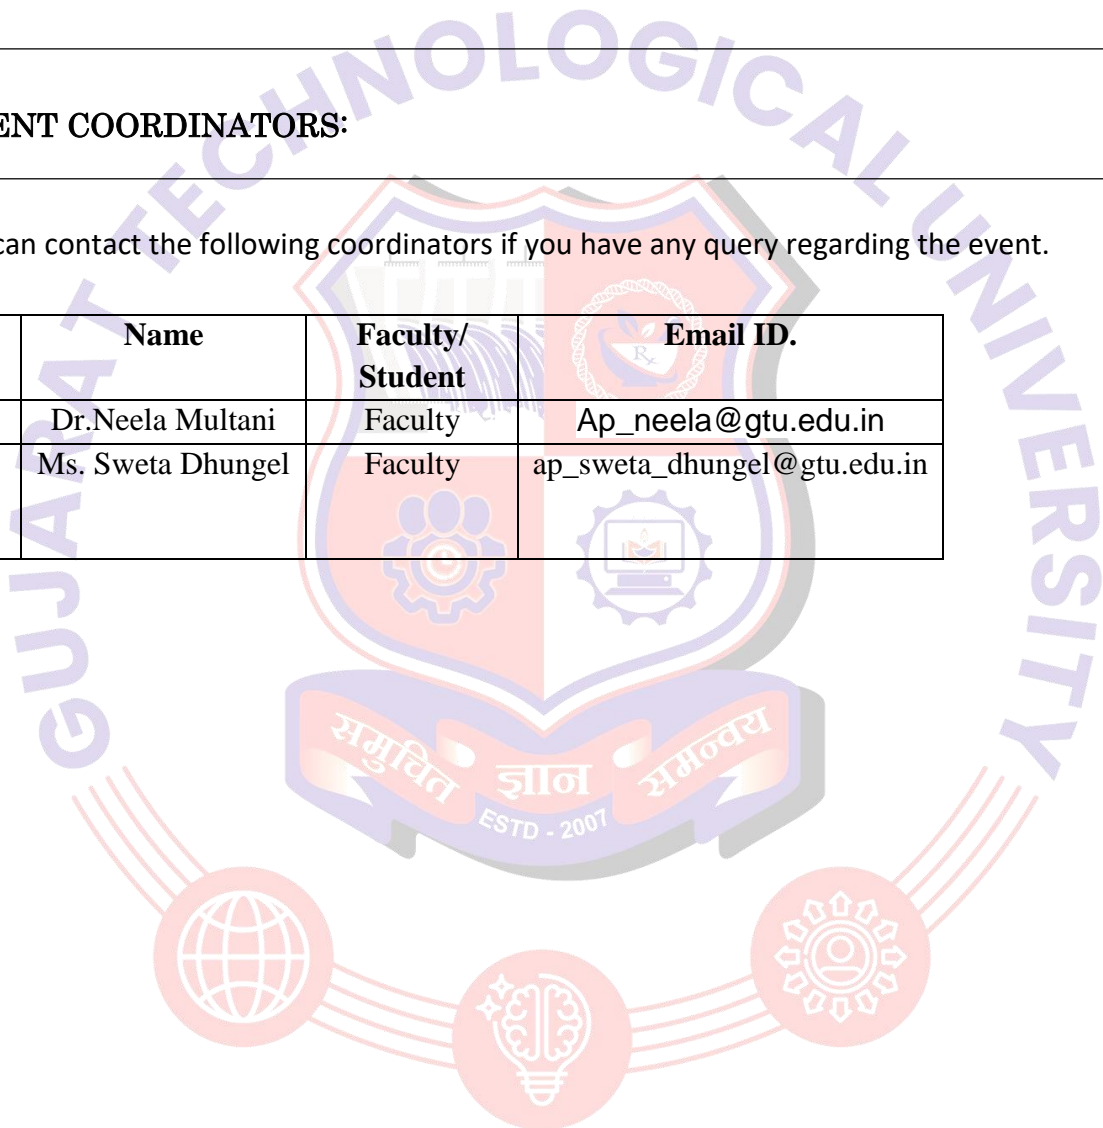 GUJARAT TECHNOLOGICAL UNIVERSITY
ENT COORDINATORS:
can contact the following coordinators if you have any query regarding the event.
Name Faculty/ Email ID.
Student
Dr.Neela Multani Faculty Ap_neela@gtu.edu.in
Ms. Sweta Dhungel Faculty ap_sweta_dhungel@gtu.edu.in
Rx
समुचित ज्ञान समन्वय
ESTD - 2007